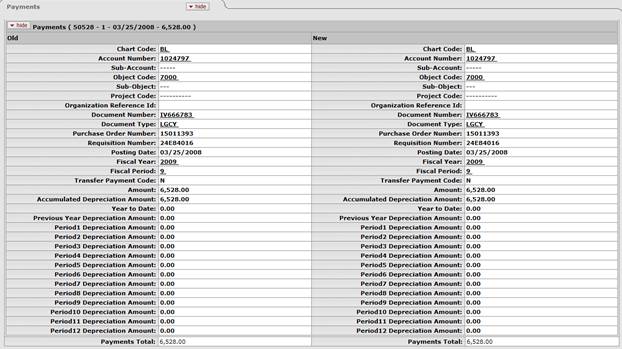 Payments hide
hide Payments ( 50528 - 1 - 03/25/2008 - 6,528.00 )
Old New
Chart Code: BL Chart Code: BL
Account Number: 1024797 Account Number: 1024797
Sub-Account: ----- Sub-Account: -----
Object Code: 7000 Object Code: 7000
Sub-Object: --- Sub-Object: ---
Project Code: ---------- Project Code: ----------
Organization Reference Id: Organization Reference Id:
Document Number: IV666783 Document Number: IV666783
Document Type: LGCY Document Type: LGCY
Purchase Order Number: 15011393 Purchase Order Number: 15011393
Requisition Number: 24E84016 Requisition Number: 24E84016
Posting Date: 03/25/2008 Posting Date: 03/25/2008
Fiscal Year: 2009 Fiscal Year: 2009
Fiscal Period: 9 Fiscal Period: 9
Transfer Payment Code: N Transfer Payment Code: N
Amount: 6,528.00 Amount: 6,528.00
Accumulated Depreciation Amount: 6,528.00 Accumulated Depreciation Amount: 6,528.00
Year to Date: 0.00 Year to Date: 0.00
Previous Year Depreciation Amount: 0.00 Previous Year Depreciation Amount: 0.00
Period1 Depreciation Amount: 0.00 Period1 Depreciation Amount: 0.00
Period2 Depreciation Amount: 0.00 Period2 Depreciation Amount: 0.00
Period3 Depreciation Amount: 0.00 Period3 Depreciation Amount: 0.00
Period4 Depreciation Amount: 0.00 Period4 Depreciation Amount: 0.00
Period5 Depreciation Amount: 0.00 Period5 Depreciation Amount: 0.00
Period6 Depreciation Amount: 0.00 Period6 Depreciation Amount: 0.00
Period7 Depreciation Amount: 0.00 Period7 Depreciation Amount: 0.00
Period8 Depreciation Amount: 0.00 Period8 Depreciation Amount: 0.00
Period9 Depreciation Amount: 0.00 Period9 Depreciation Amount: 0.00
Period10 Depreciation Amount: 0.00 Period10 Depreciation Amount: 0.00
Period11 Depreciation Amount: 0.00 Period11 Depreciation Amount: 0.00
Period12 Depreciation Amount: 0.00 Period12 Depreciation Amount: 0.00
Payments Total: 6,528.00 Payments Total: 6,528.00